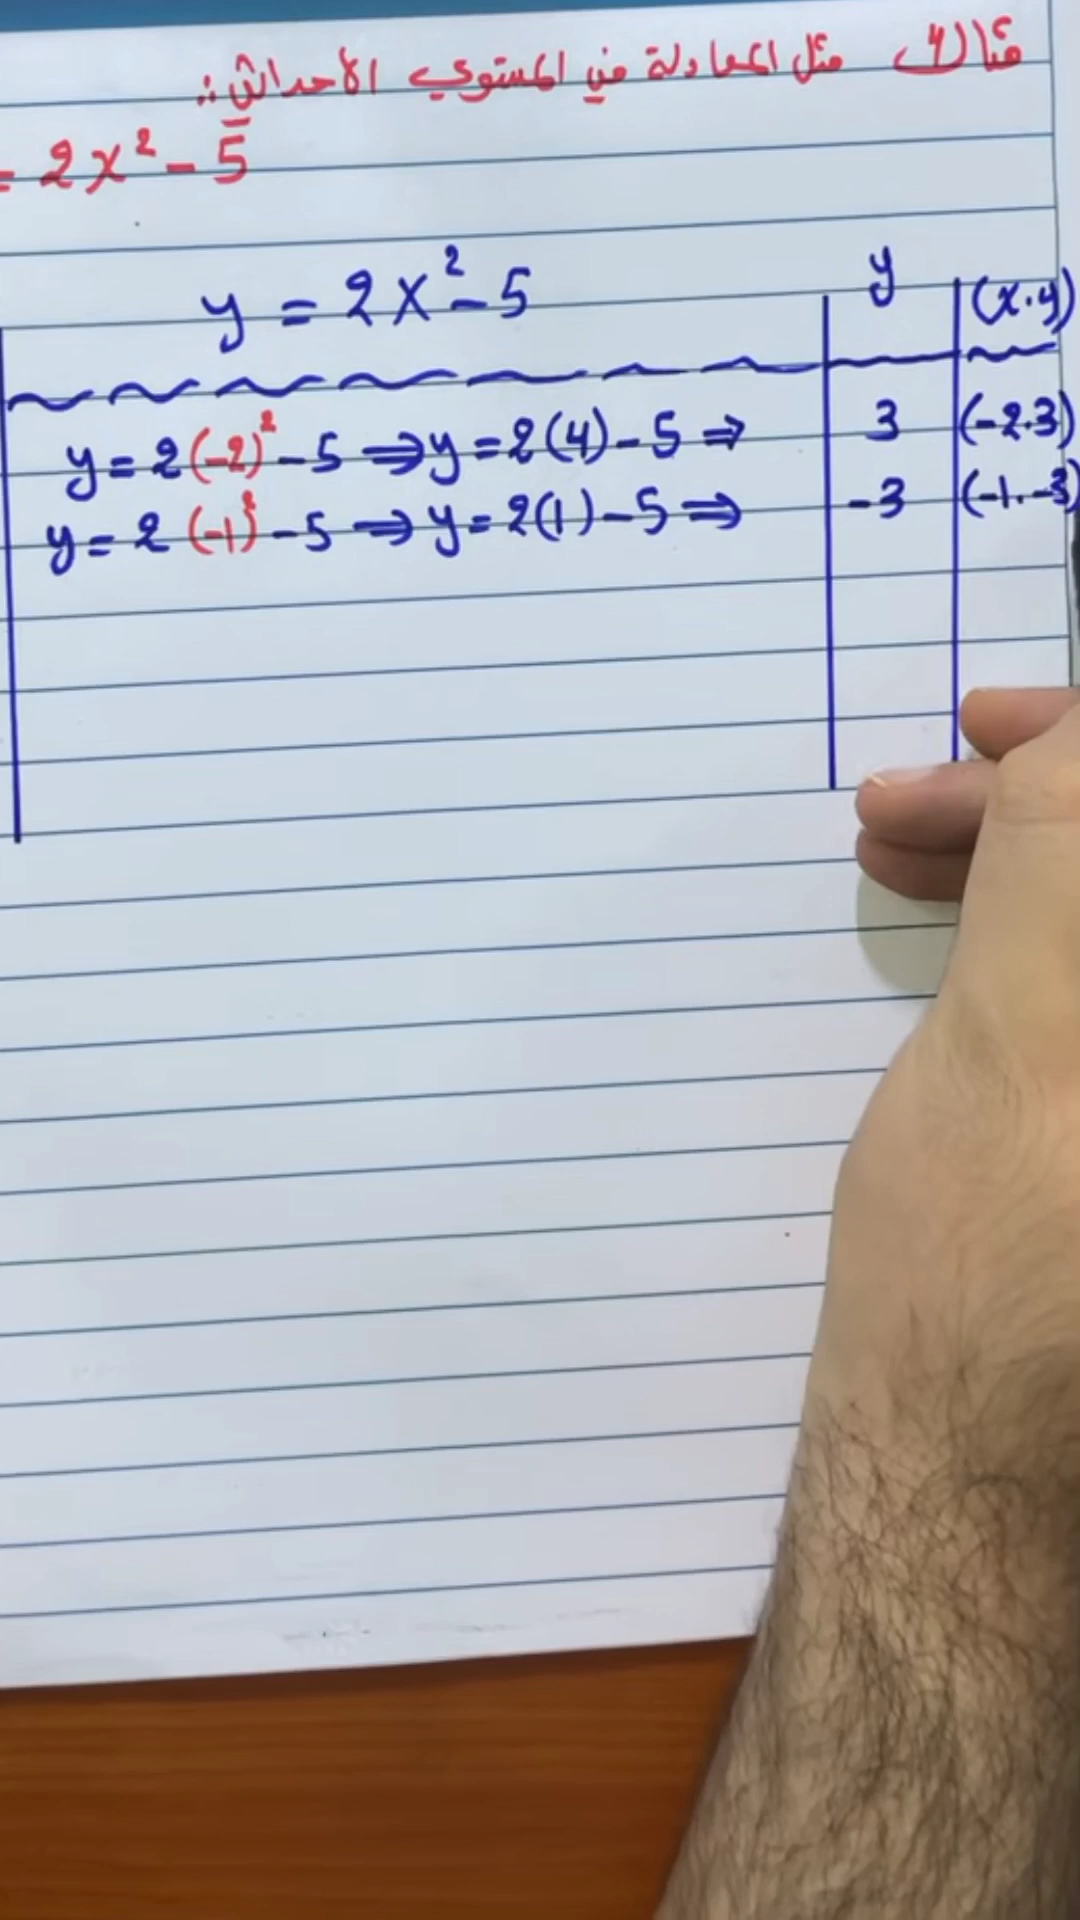 مثال(4) مثل المعادلة في المستوي الاحداثي :.
= 2x² - 5
y = 2x² - 5 y (x.y)
y = 2(-2)² - 5 ⇒ y = 2(4) - 5 ⇒ 3 (-2.3)
y = 2(-1)² - 5 ⇒ y = 2(1) - 5 ⇒ -3 (-1.-3)